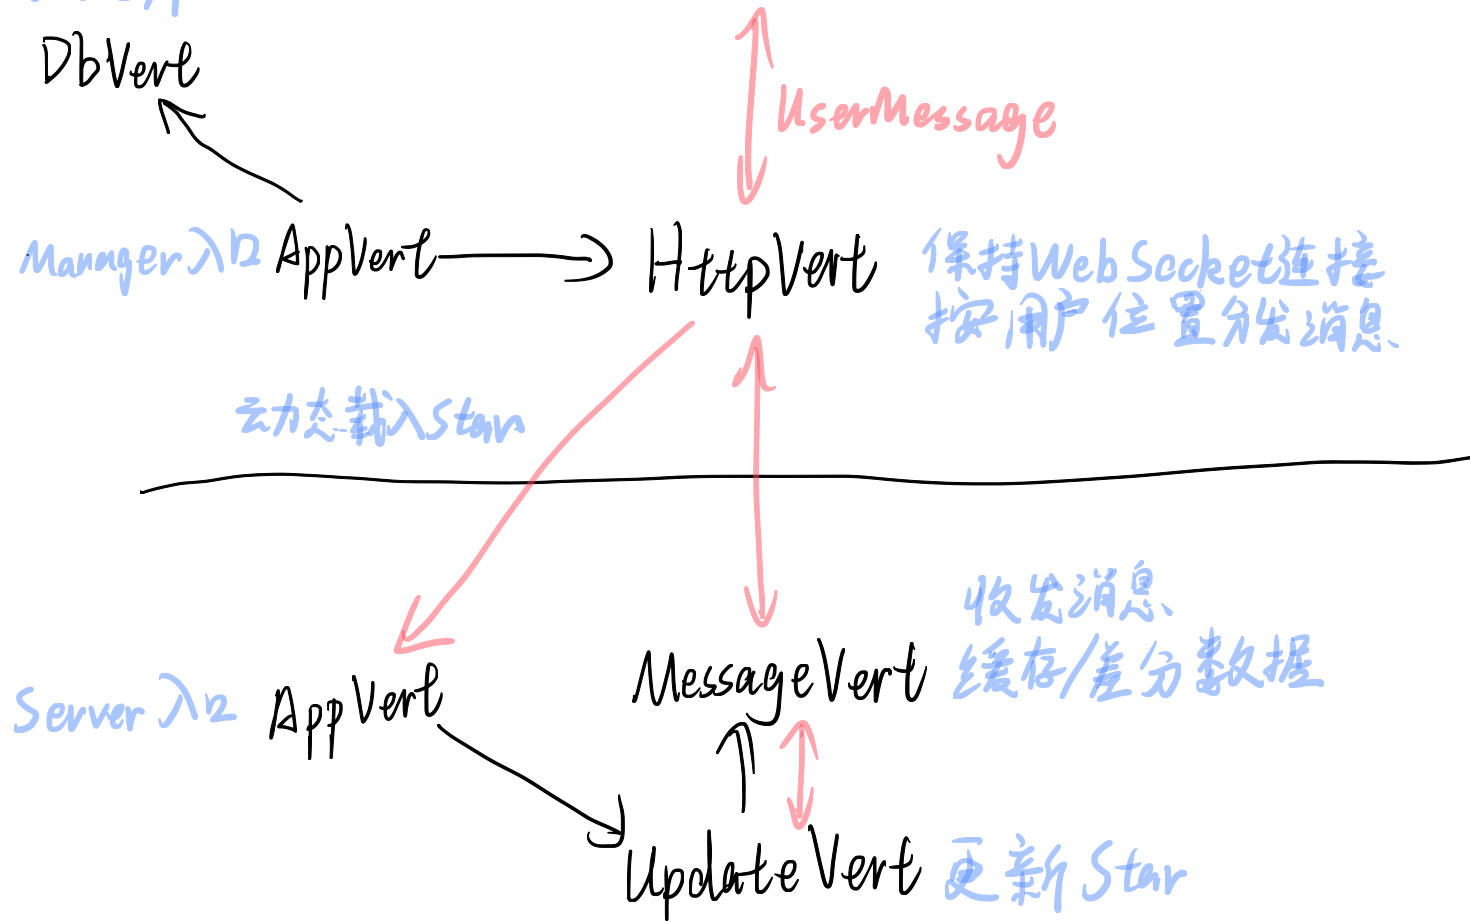 DbVert
UserMessage
Manager入口
AppVert
HttpVert
保持WebSocket连接
按用户位置分发消息
动态载入Star
收发消息
缓存/差分数据
MessageVert
Server入口
AppVert
UpdateVert
更新Star